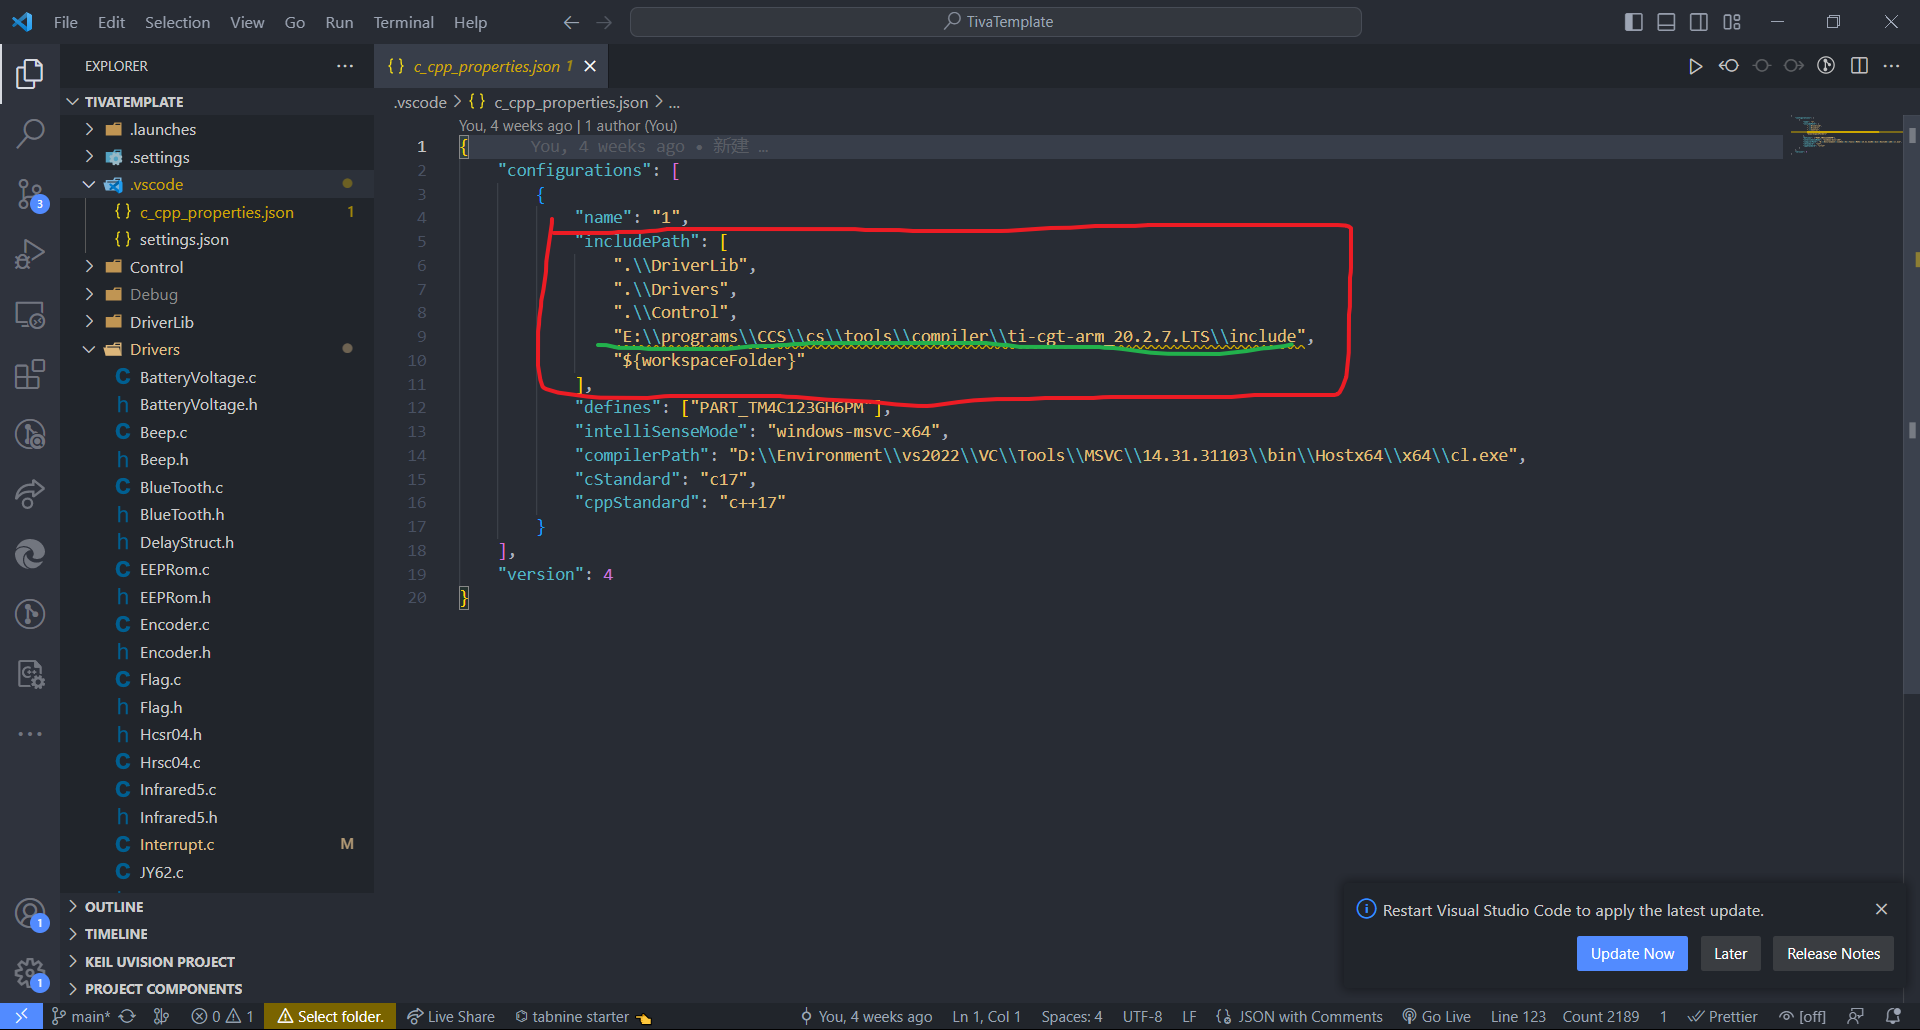 File Edit Selection View Go Run Terminal Help
TivaTemplate
EXPLORER
TIVATEMPLATE
.launches
.settings
.vscode
c_cpp_properties.json 1
settings.json
Control
Debug
DriverLib
Drivers
BatteryVoltage.c
BatteryVoltage.h
Beep.c
Beep.h
BlueTooth.c
BlueTooth.h
DelayStruct.h
EEPRom.c
EEPRom.h
Encoder.c
Encoder.h
Flag.c
Flag.h
Hcsr04.h
Hrsc04.c
Infrared5.c
Infrared5.h
Interrupt.c M
JY62.c
OUTLINE
TIMELINE
KEIL UVISION PROJECT
PROJECT COMPONENTS
3
1
1
{} c_cpp_properties.json 1
.vscode > {} c_cpp_properties.json > ...
You, 4 weeks ago | 1 author (You)
1 { You, 4 weeks ago • 新建 …
2 "configurations": [
3 {
4 "name": "1",
5 "includePath": [
6 ".\\DriverLib",
7 ".\\Drivers",
8 ".\\Control",
9 "E:\\programs\\CCS\\cs\\tools\\compiler\\ti-cgt-arm_20.2.7.LTS\\include",
10 "${workspaceFolder}"
11 ],
12 "defines": ["PART_TM4C123GH6PM"],
13 "intelliSenseMode": "windows-msvc-x64",
14 "compilerPath": "D:\\Environment\\vs2022\\VC\\Tools\\MSVC\\14.31.31103\\bin\\Hostx64\\x64\\cl.exe",
15 "cStandard": "c17",
16 "cppStandard": "c++17"
17 }
18 ],
19 "version": 4
20 }
Restart Visual Studio Code to apply the latest update.
Update Now Later Release Notes
main* 0 1 Select folder. Live Share tabnine starter You, 4 weeks ago Ln 1, Col 1 Spaces: 4 UTF-8 LF {} JSON with Comments Go Live Line 123 Count 2189 1 Prettier [off]